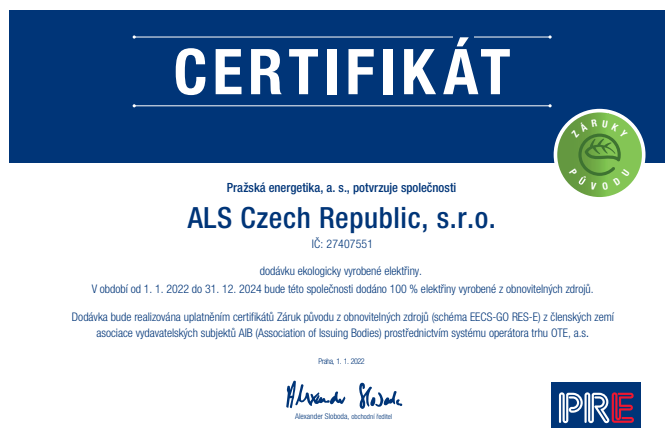 CERTIFIKÁT
ZÁRUKY
PŮVODU
Pražská energetika, a. s., potvrzuje společnosti
ALS Czech Republic, s.r.o.
IČ: 27407551
dodávku ekologicky vyrobené elektřiny.
V období od 1. 1. 2022 do 31. 12. 2024 bude této společnosti dodáno 100 % elektřiny vyrobené z obnovitelných zdrojů.
Dodávka bude realizována uplatněním certifikátů Záruk původu z obnovitelných zdrojů (schéma EECS-GO RES-E) z členských zemí
asociace vydavatelských subjektů AIB (Association of Issuing Bodies) prostřednictvím systému operátora trhu OTE, a.s.
Praha, 1. 1. 2022
Alexander Sloboda
Alexander Sloboda, obchodní ředitel
PRE